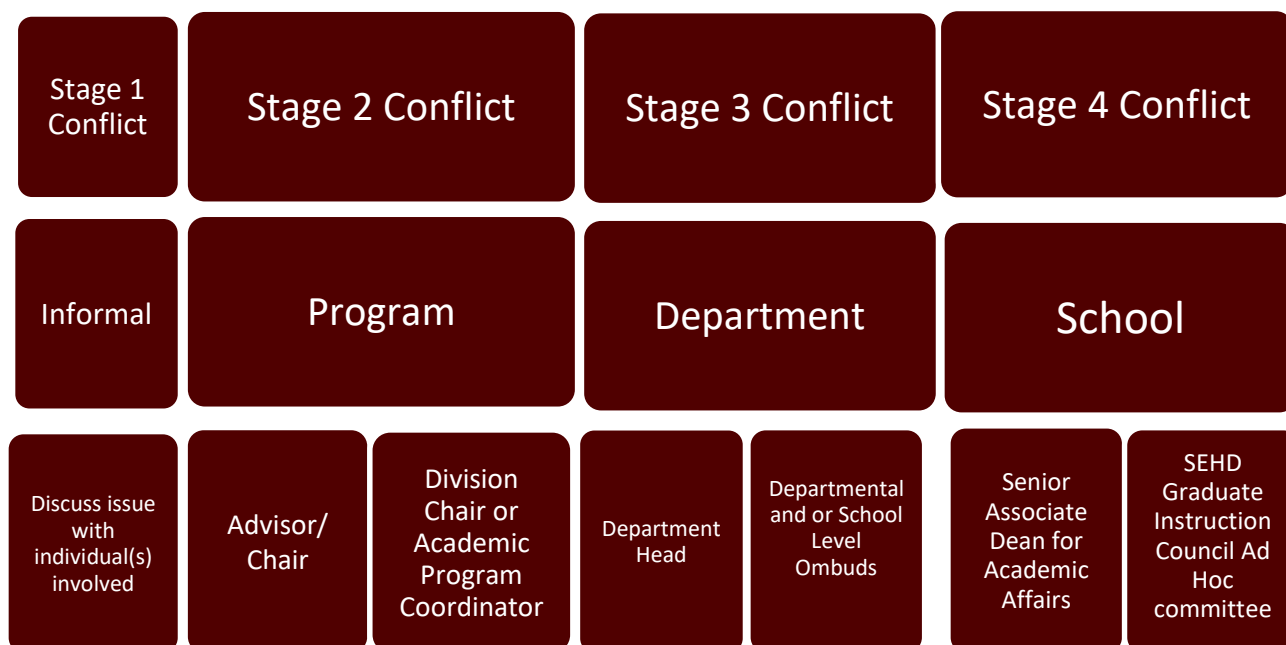 Stage 1
Conflict
Stage 2 Conflict
Stage 3 Conflict
Stage 4 Conflict
Informal
Program
Department
School
Discuss issue
with
individual(s)
involved
Advisor/
Chair
Division
Chair or
Academic
Program
Coordinator
Department
Head
Departmental
and or School
Level
Ombuds
Senior
Associate
Dean for
Academic
Affairs
SEHD
Graduate
Instruction
Council Ad
Hoc
committee